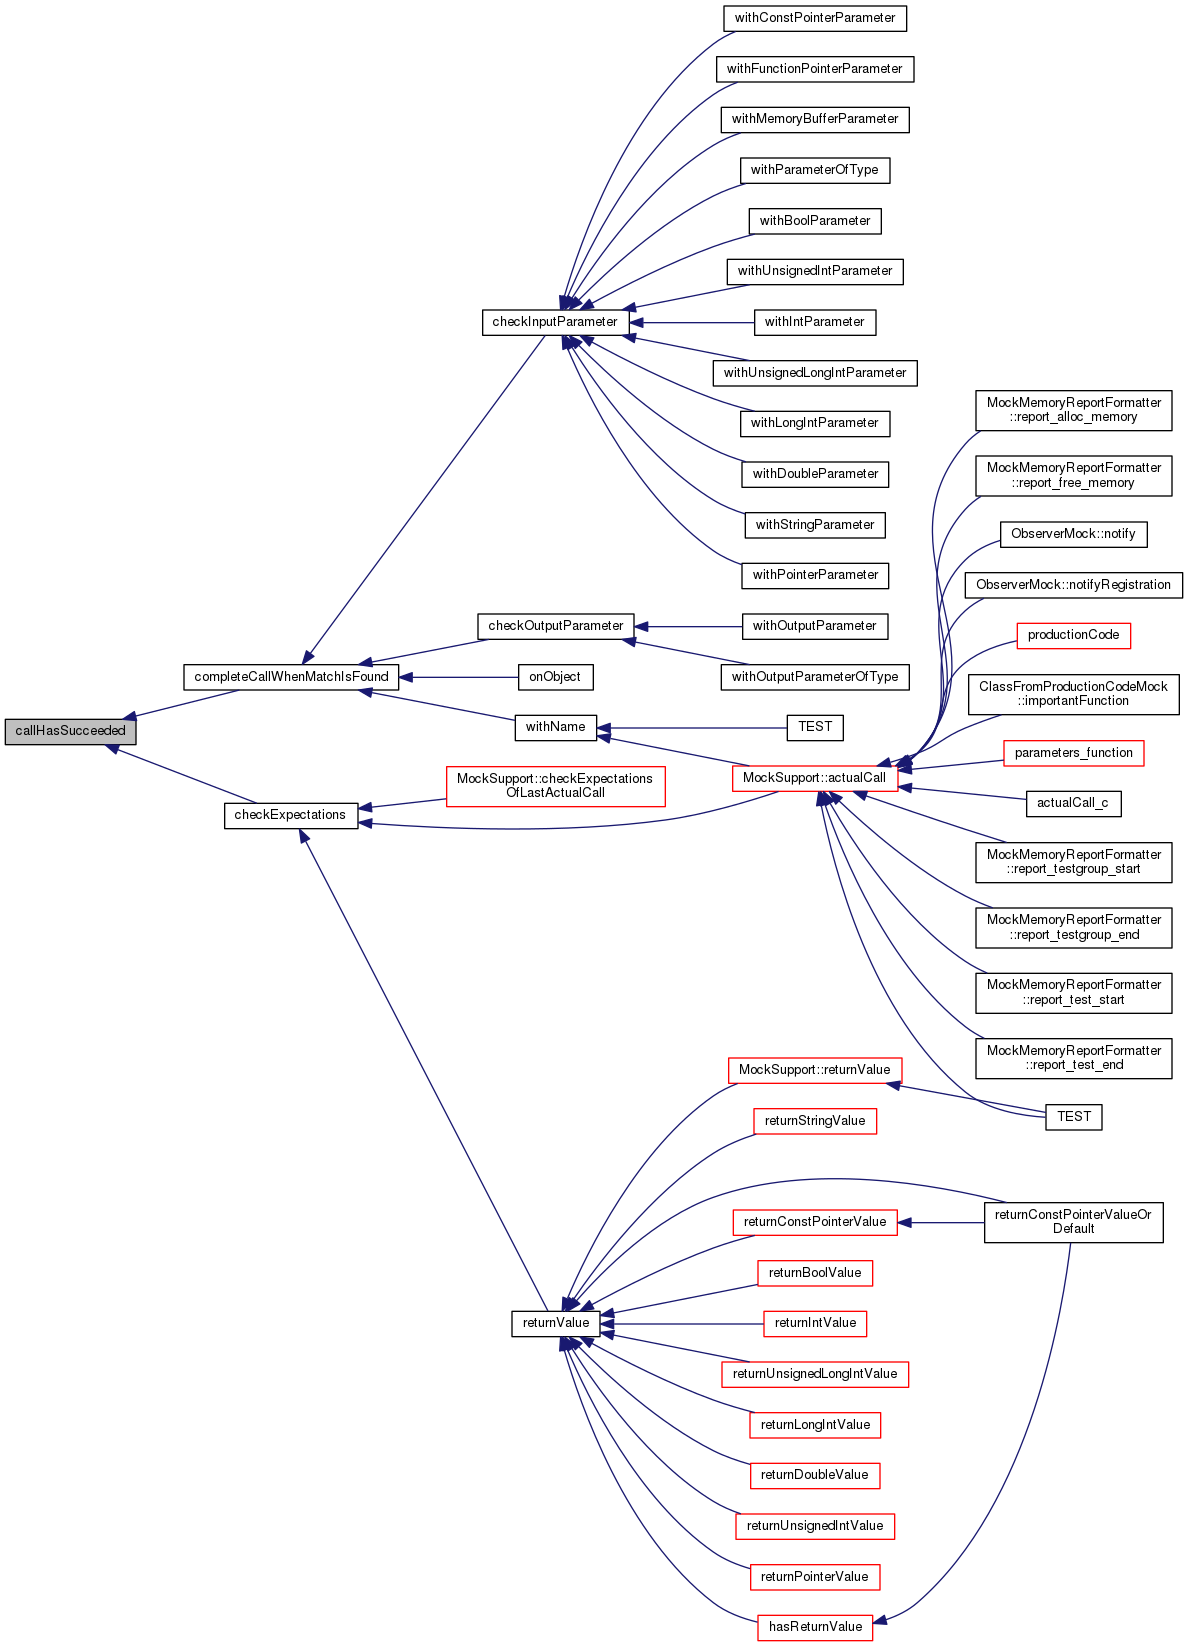 withConstPointerParameter
withFunctionPointerParameter
withMemoryBufferParameter
withParameterOfType
withBoolParameter
withUnsignedIntParameter
checkInputParameter
withIntParameter
withUnsignedLongIntParameter
withLongIntParameter
withDoubleParameter
withStringParameter
withPointerParameter
MockMemoryReportFormatter
::report_alloc_memory
MockMemoryReportFormatter
::report_free_memory
ObserverMock::notify
ObserverMock::notifyRegistration
checkOutputParameter
withOutputParameter
productionCode
completeCallWhenMatchIsFound
onObject
withOutputParameterOfType
ClassFromProductionCodeMock
::importantFunction
callHasSucceeded
withName
TEST
parameters_function
MockSupport::checkExpectations
OfLastActualCall
MockSupport::actualCall
actualCall_c
checkExpectations
MockMemoryReportFormatter
::report_testgroup_start
MockMemoryReportFormatter
::report_testgroup_end
MockMemoryReportFormatter
::report_test_start
MockMemoryReportFormatter
::report_test_end
MockSupport::returnValue
TEST
returnStringValue
returnConstPointerValue
returnConstPointerValueOr
Default
returnBoolValue
returnValue
returnIntValue
returnUnsignedLongIntValue
returnLongIntValue
returnDoubleValue
returnUnsignedIntValue
returnPointerValue
hasReturnValue